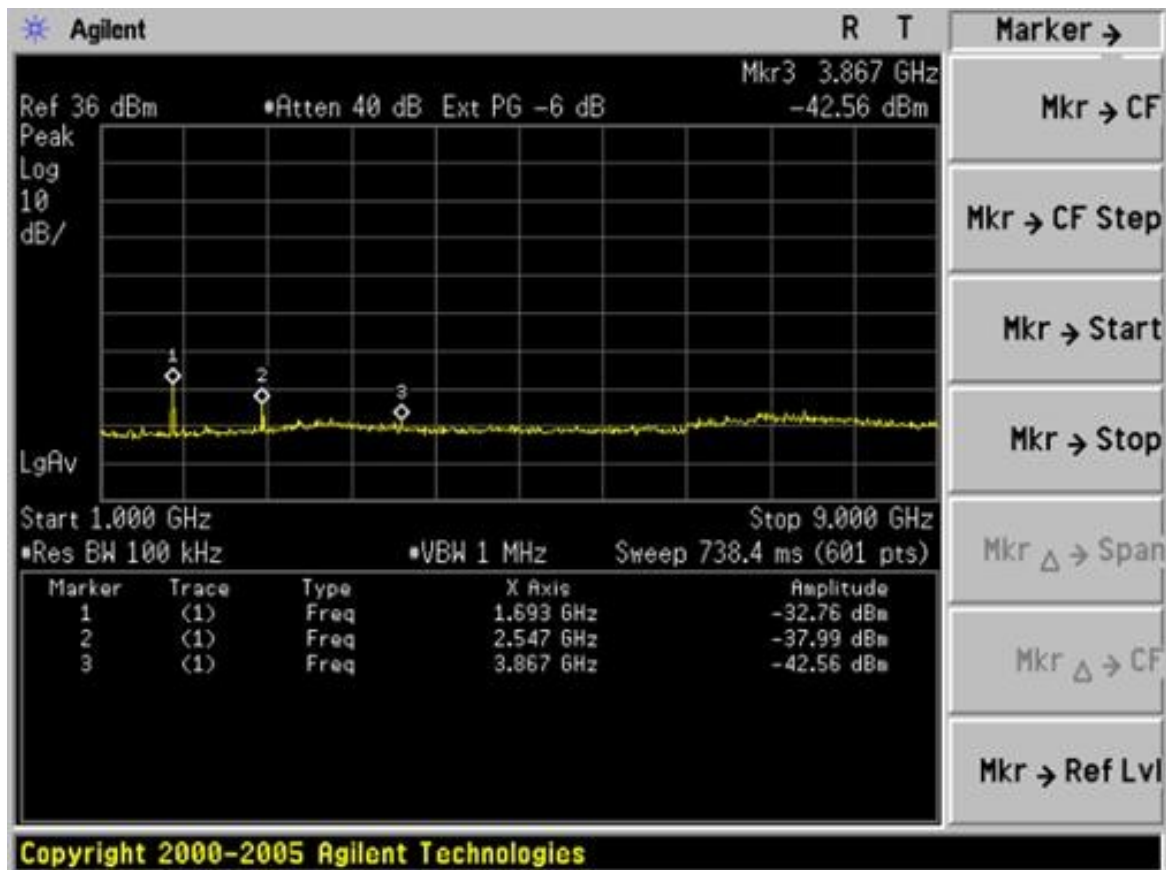 Agilent R T
Mkr3 3.867 GHz
Ref 36 dBm •Atten 40 dB Ext PG -6 dB -42.56 dBm
Peak
Log
10
dB/
1
2
3
LgAv
Start 1.000 GHz Stop 9.000 GHz
•Res BW 100 kHz •VBW 1 MHz Sweep 738.4 ms (601 pts)
Marker Trace Type X Axis Amplitude
1 (1) Freq 1.693 GHz -32.76 dBm
2 (1) Freq 2.547 GHz -37.99 dBm
3 (1) Freq 3.867 GHz -42.56 dBm
Marker →
Mkr → CF
Mkr → CF Step
Mkr → Start
Mkr → Stop
Mkr Δ → Span
Mkr Δ → CF
Mkr → Ref Lvl
Copyright 2000-2005 Agilent Technologies